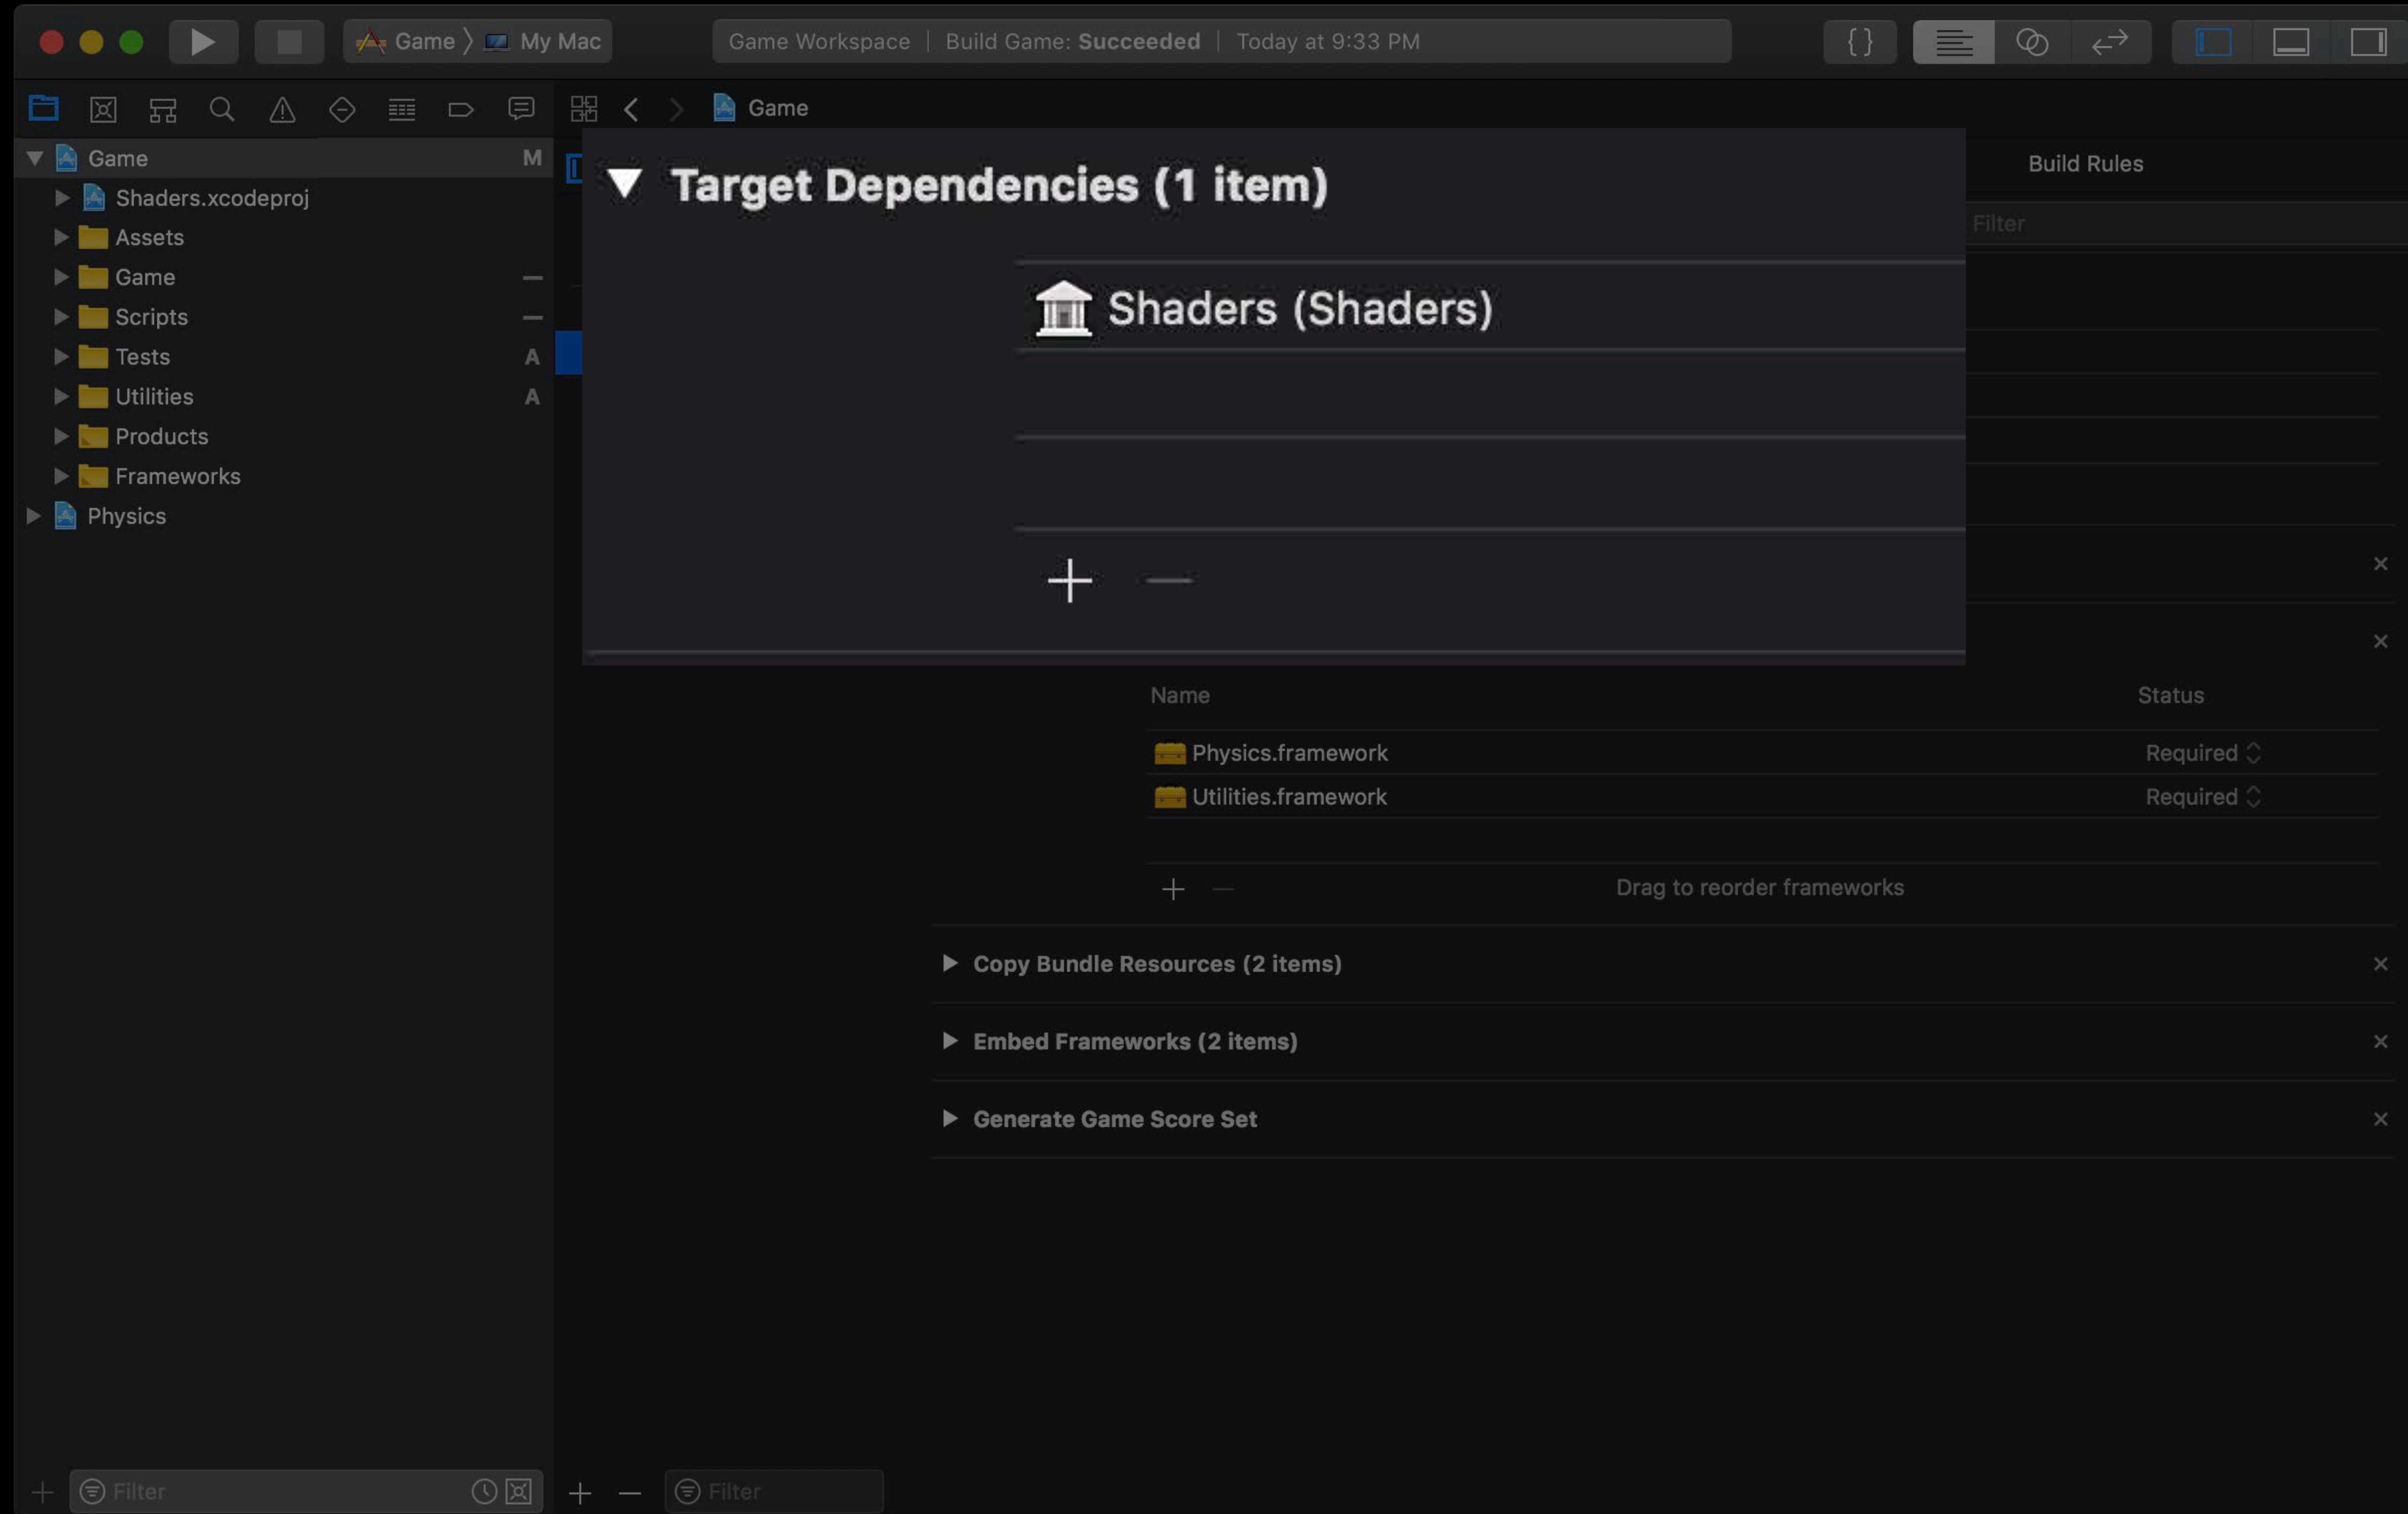 Game 〉 My Mac
Game Workspace | Build Game: Succeeded | Today at 9:33 PM
Game
Game M
Shaders.xcodeproj
Assets
Game
Scripts
Tests A
Utilities A
Products
Frameworks
Physics
Build Rules
Filter
Target Dependencies (1 item)
Shaders (Shaders)
Name Status
Physics.framework Required
Utilities.framework Required
Drag to reorder frameworks
Copy Bundle Resources (2 items)
Embed Frameworks (2 items)
Generate Game Score Set
Filter
Filter